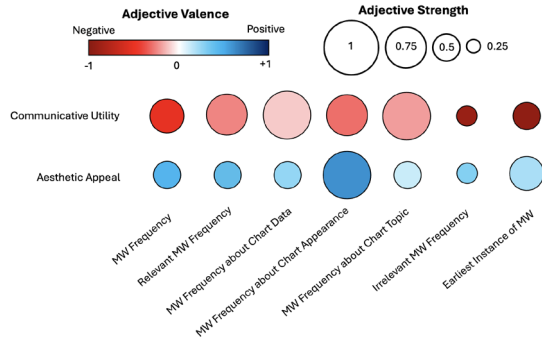 Adjective Valence
Adjective Strength
Negative
Positive
-1
0
+1
1
0.75
0.5
0.25
Communicative Utility
Aesthetic Appeal
MW Frequency
Relevant MW Frequency
MW Frequency about Chart Data
MW Frequency about Chart Appearance
MW Frequency about Chart Topic
Irrelevant MW Frequency
Earliest Instance of MW